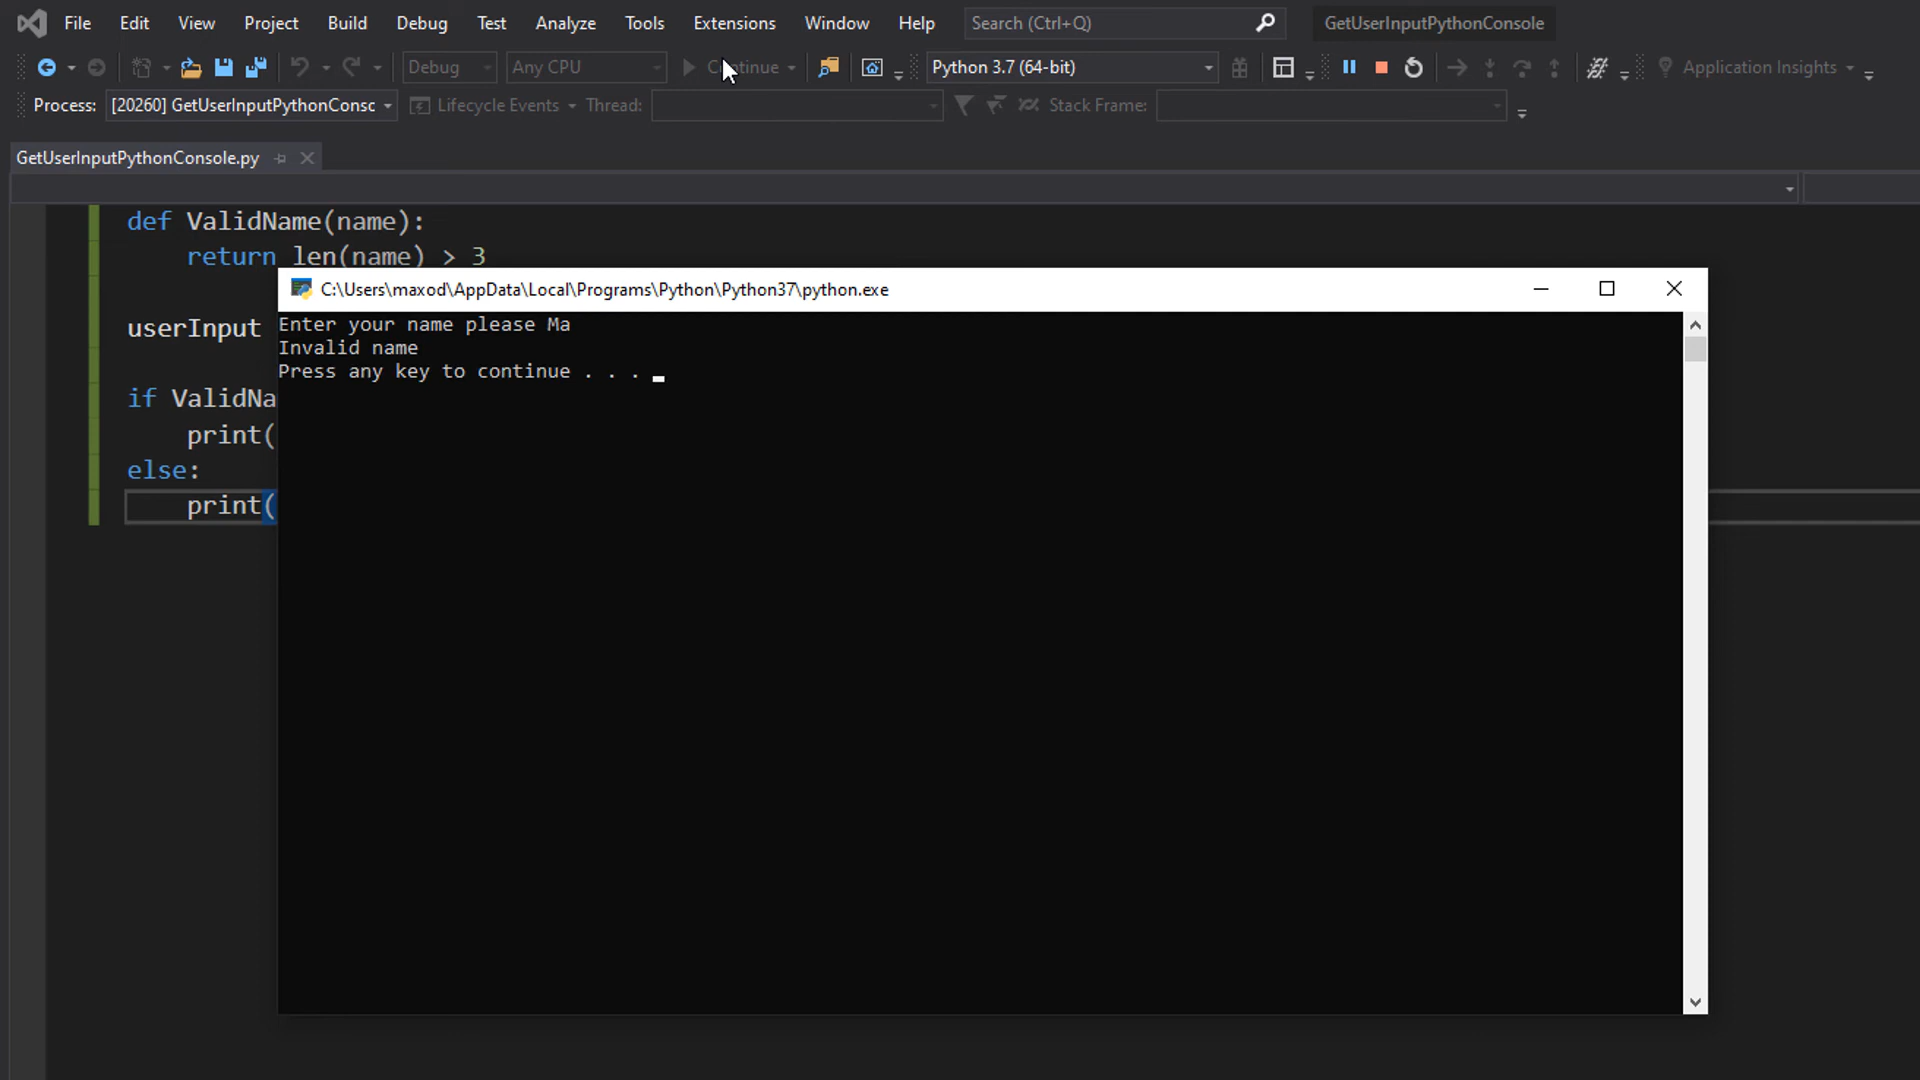 File Edit View Project Build Debug Test Analyze Tools Extensions Window Help Search (Ctrl+Q) GetUserInputPythonConsole
Debug Any CPU Continue Python 3.7 (64-bit) Application Insights
Process: [20260] GetUserInputPythonConsc Lifecycle Events Thread: Stack Frame:
GetUserInputPythonConsole.py
def ValidName(name):
return len(name) > 3
C:\Users\maxod\AppData\Local\Programs\Python\Python37\python.exe
Enter your name please Ma
Invalid name
Press any key to continue . . .
userInput
if ValidNa
print(
else:
print(